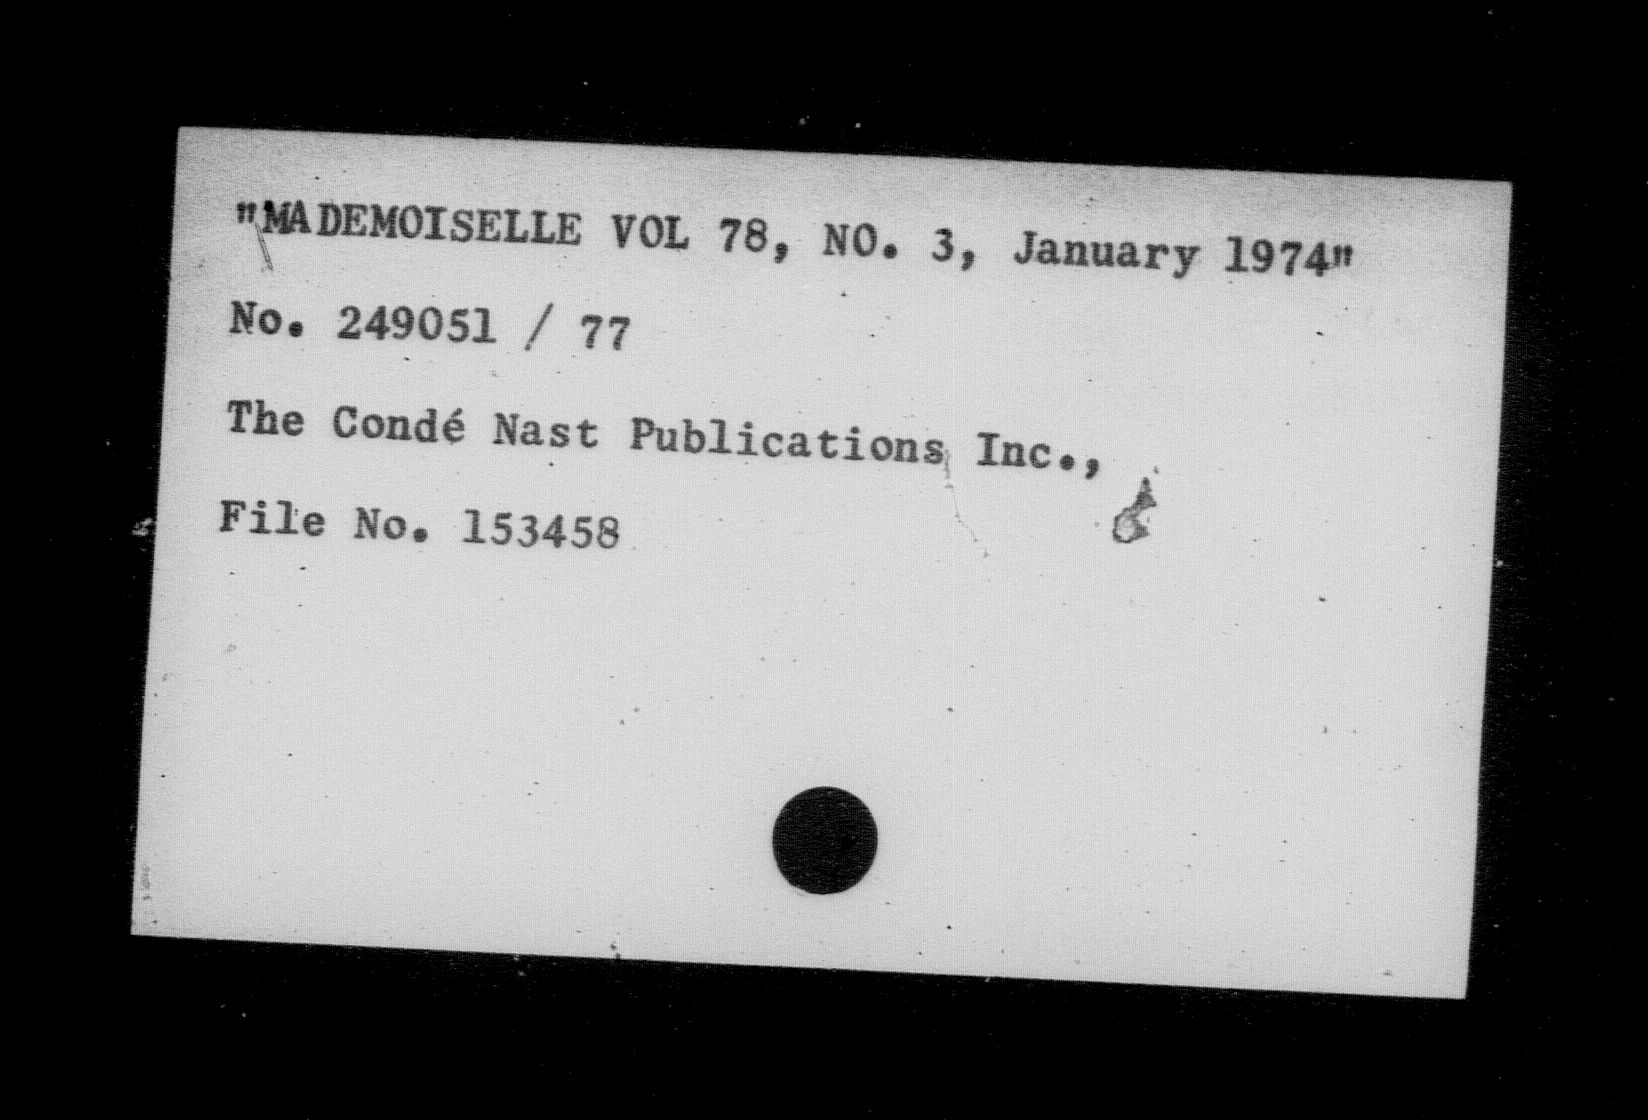 "MADEMOISELLE VOL 78, NO. 3, January 1974"
No. 249051 / 77
The Condé Nast Publications Inc.,
File No. 153458